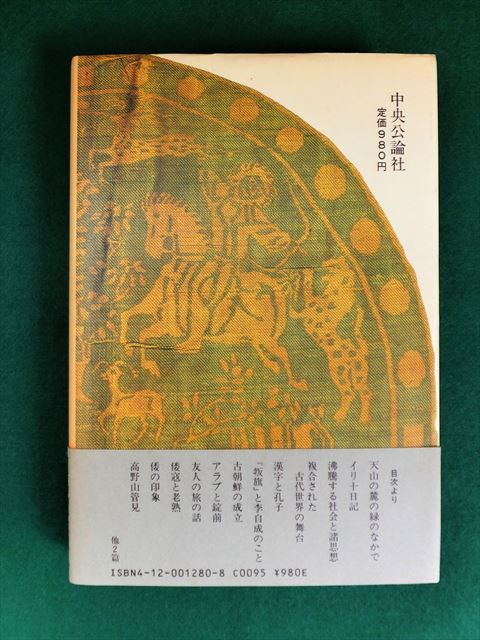 中央公論社
定価980円
目次より
天山の麓の緑のなかで
イリ十日記
沸騰する社会と諸思想
複合された
古代世界の舞台
漢字と孔子
『叛旗』と李自成のこと
古朝鮮の成立
アラブと錠前
友人の旅の話
倭寇と老熟
倭の印象
高野山管見
他2篇
ISBN4-12-001280-8 C0095 ¥980E